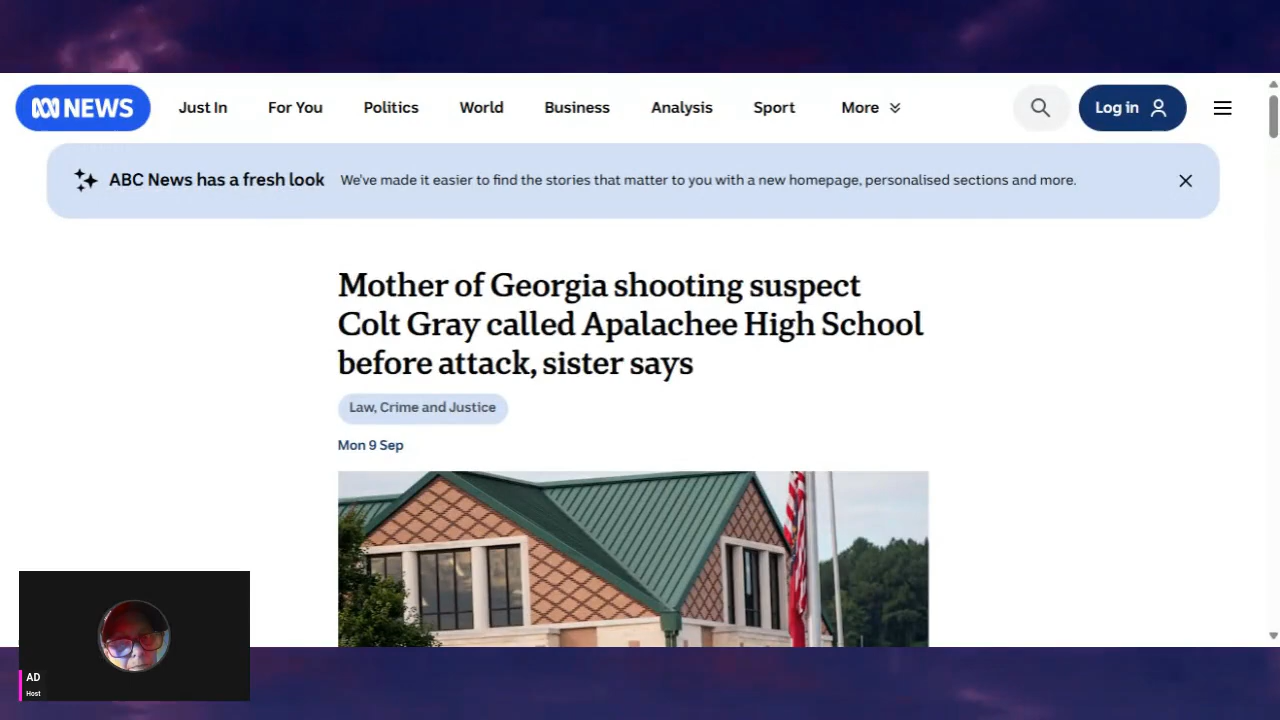 NEWS
Just In
For You
Politics
World
Business
Analysis
Sport
More
Log in
ABC News has a fresh look
We've made it easier to find the stories that matter to you with a new homepage, personalised sections and more.
Mother of Georgia shooting suspect
Colt Gray called Apalachee High School
before attack, sister says
Law, Crime and Justice
Mon 9 Sep
AD
Host